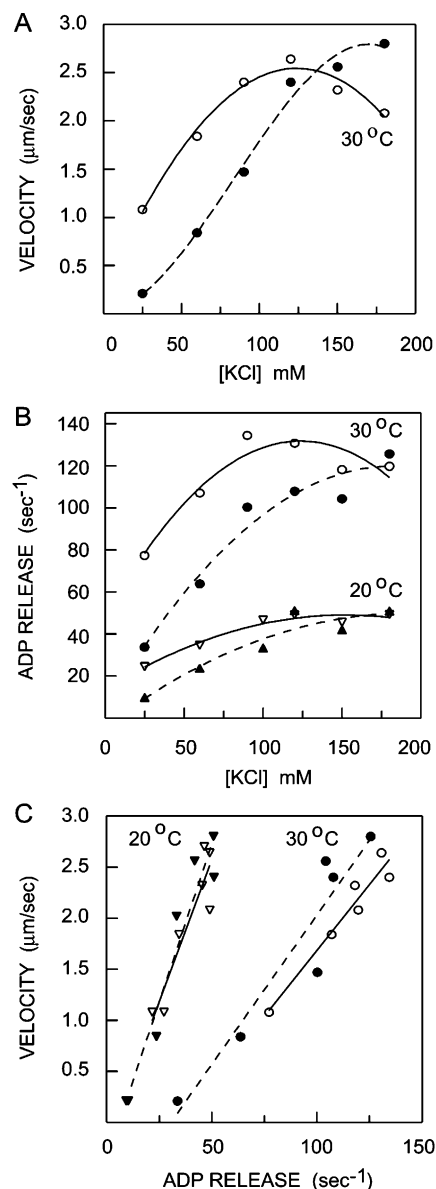 A
3.0
2.5
2.0
1.5
1.0
0.5
VELOCITY (μm/sec)
30 °C
0 50 100 150 200
[KCl] mM
B
140
120
100
80
60
40
20
ADP RELEASE (sec⁻¹)
30 °C
20 °C
0 50 100 150 200
[KCl] mM
C
3.0
2.5
2.0
1.5
1.0
0.5
VELOCITY (μm/sec)
20 °C 30 °C
0 50 100 150
ADP RELEASE (sec⁻¹)